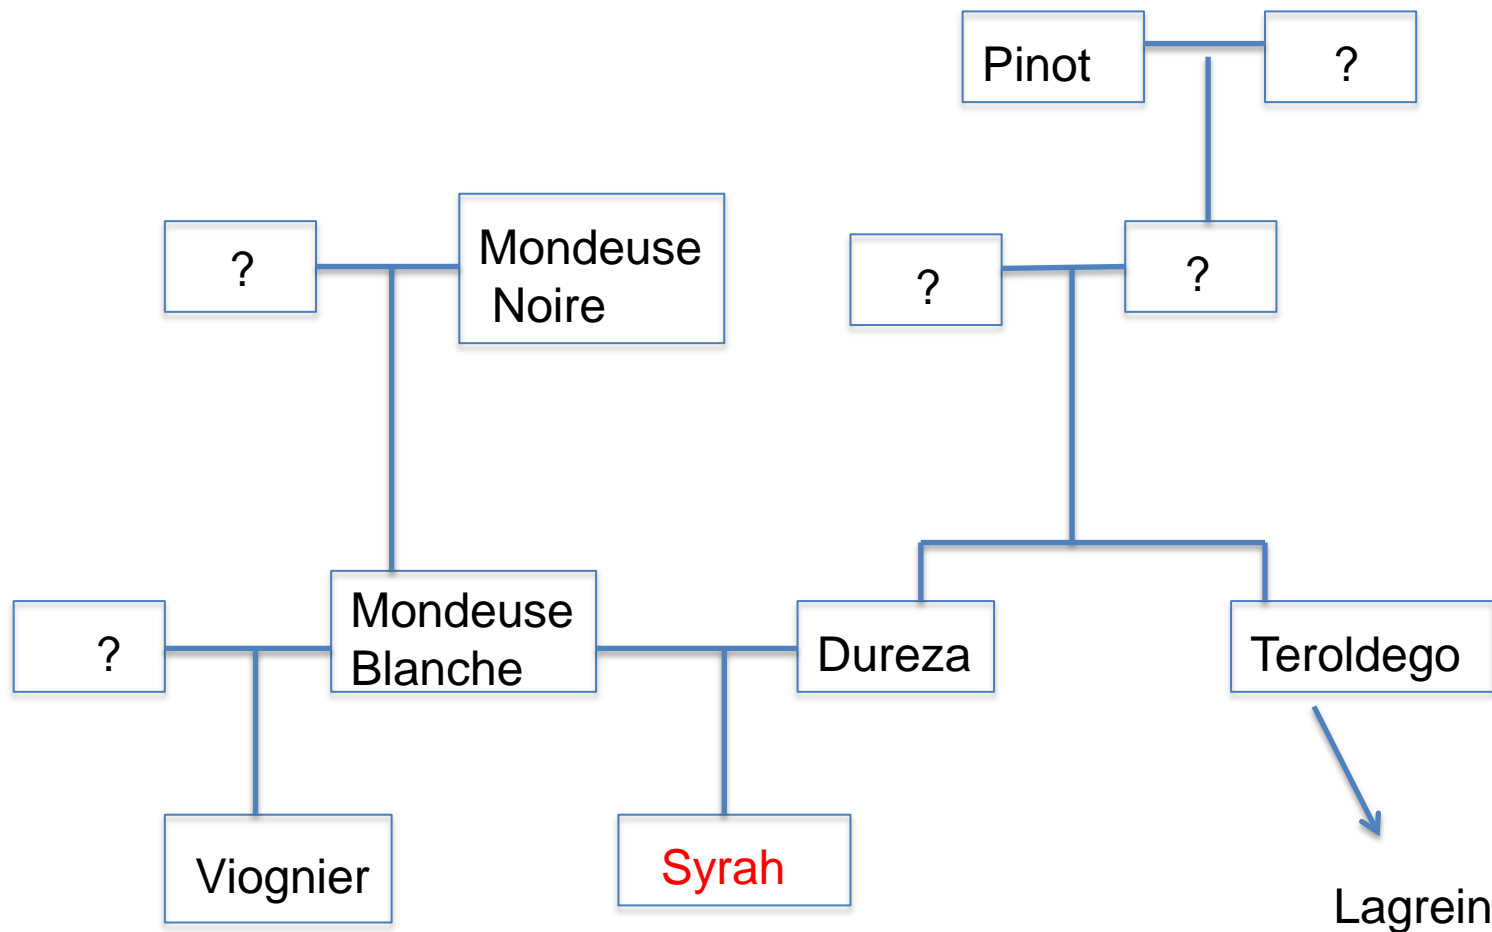 Pinot
?
?
Mondeuse
Noire
?
?
?
Mondeuse
Blanche
Dureza
Teroldego
Viognier
Syrah
Lagrein